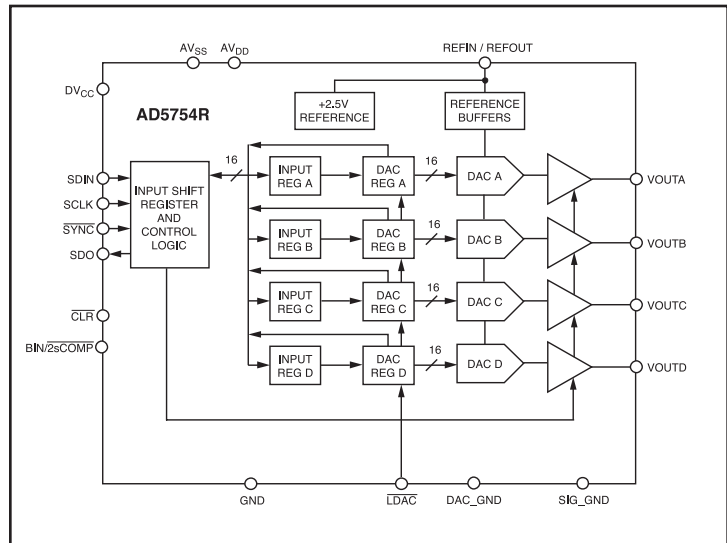 AVSS AVDD REFIN / REFOUT
DVCC
AD5754R
+2.5V
REFERENCE
REFERENCE
BUFFERS
SDIN
SCLK
SYNC
SDO
INPUT SHIFT
REGISTER
AND
CONTROL
LOGIC
16
INPUT
REG A
DAC
REG A
16
DAC A
VOUTA
INPUT
REG B
DAC
REG B
16
DAC B
VOUTB
INPUT
REG C
DAC
REG C
16
DAC C
VOUTC
INPUT
REG D
DAC
REG D
16
DAC D
VOUTD
CLR
BIN/2sCOMP
GND LDAC DAC_GND SIG_GND